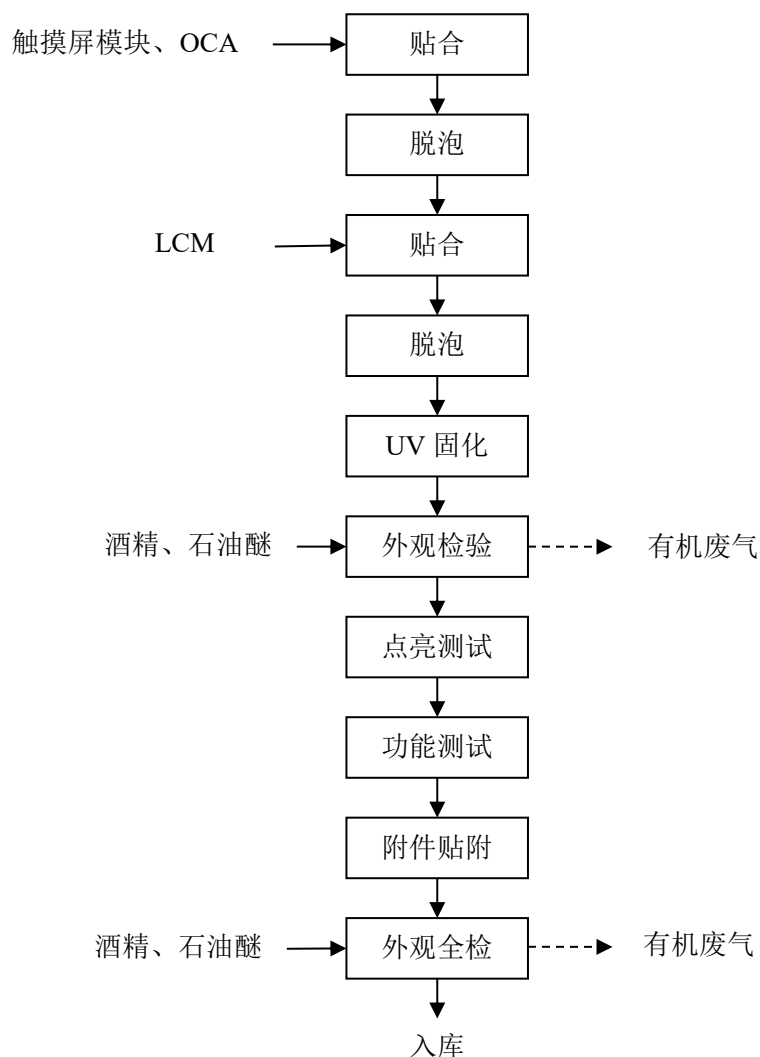 触摸屏模块、OCA
贴合
脱泡
LCM
贴合
脱泡
UV 固化
酒精、石油醚
外观检验
有机废气
点亮测试
功能测试
附件贴附
酒精、石油醚
外观全检
有机废气
入库